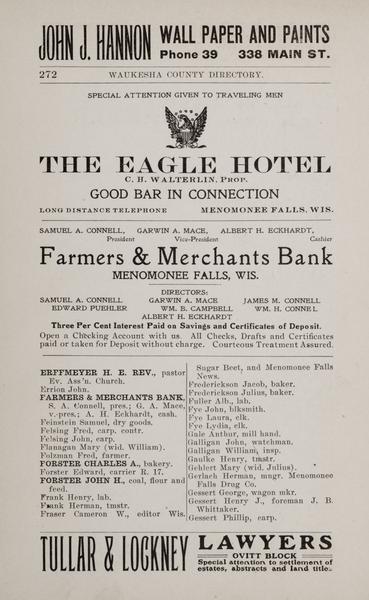 JOHN J. HANNON WALL PAPER AND PAINTS
Phone 39 338 MAIN ST.
272 WAUKESHA COUNTY DIRECTORY.
SPECIAL ATTENTION GIVEN TO TRAVELING MEN
THE EAGLE HOTEL
C. H. WALTERLIN, PROP.
GOOD BAR IN CONNECTION
LONG DISTANCE TELEPHONE MENOMONEE FALLS, WIS.
SAMUEL A. CONNELL, GARWIN A. MACE, ALBERT H. ECKHARDT,
President Vice-President Cashier
Farmers & Merchants Bank
MENOMONEE FALLS, WIS.
DIRECTORS:
SAMUEL A. CONNELL GARWIN A. MACE JAMES M. CONNELL
EDWARD PUEHLER WM. B. CAMPBELL WM. H. CONNELL
ALBERT H. ECKHARDT
Three Per Cent Interest Paid on Savings and Certificates of Deposit.
Open a Checking Account with us. All Checks, Drafts and Certificates
paid or taken for Deposit without charge. Courteous Treatment Assured.
ERFFMEYER H. E. REV., pastor
Ev. Ass'n. Church.
Errion John.
FARMERS & MERCHANTS BANK,
S. A. Connell, pres.; G. A. Mace,
v.-pres.; A. H. Eckhardt, cash.
Feinstein Samuel, dry goods.
Felsing Fred, carp. contr.
Felsing John, carp.
Flanagan Mary (wid. William).
Folzman Fred, farmer.
FORSTER CHARLES A., bakery.
Forster Edward, carrier R. 17.
FORSTER JOHN H., coal, flour and
feed.
Frank Henry, lab.
Frank Herman, tmstr.
Fraser Cameron W., editor Wis.
Sugar Beet, and Menomonee Falls
News.
Frederickson Jacob, baker.
Frederickson Julius, baker.
Fuller Alb., lab.
Fye John, blksmith.
Fye Laura, clk.
Fye Lydia, clk.
Gale Anthur, mill hand.
Galligan John, watchman.
Galligan William, insp.
Gaulke Henry, tmstr.
Gehlert Mary (wid. Julius).
Gerlach Herman, mngr. Menomonee
Falls Drug Co.
Gessert George, wagon mkr.
Gessert Henry J., foreman J. B.
Whittaker.
Gessert Phillip, carp.
TULLAR & LOCKNEY LAWYERS
OVITT BLOCK
Special attention to settlement of
estates, abstracts and land titles.